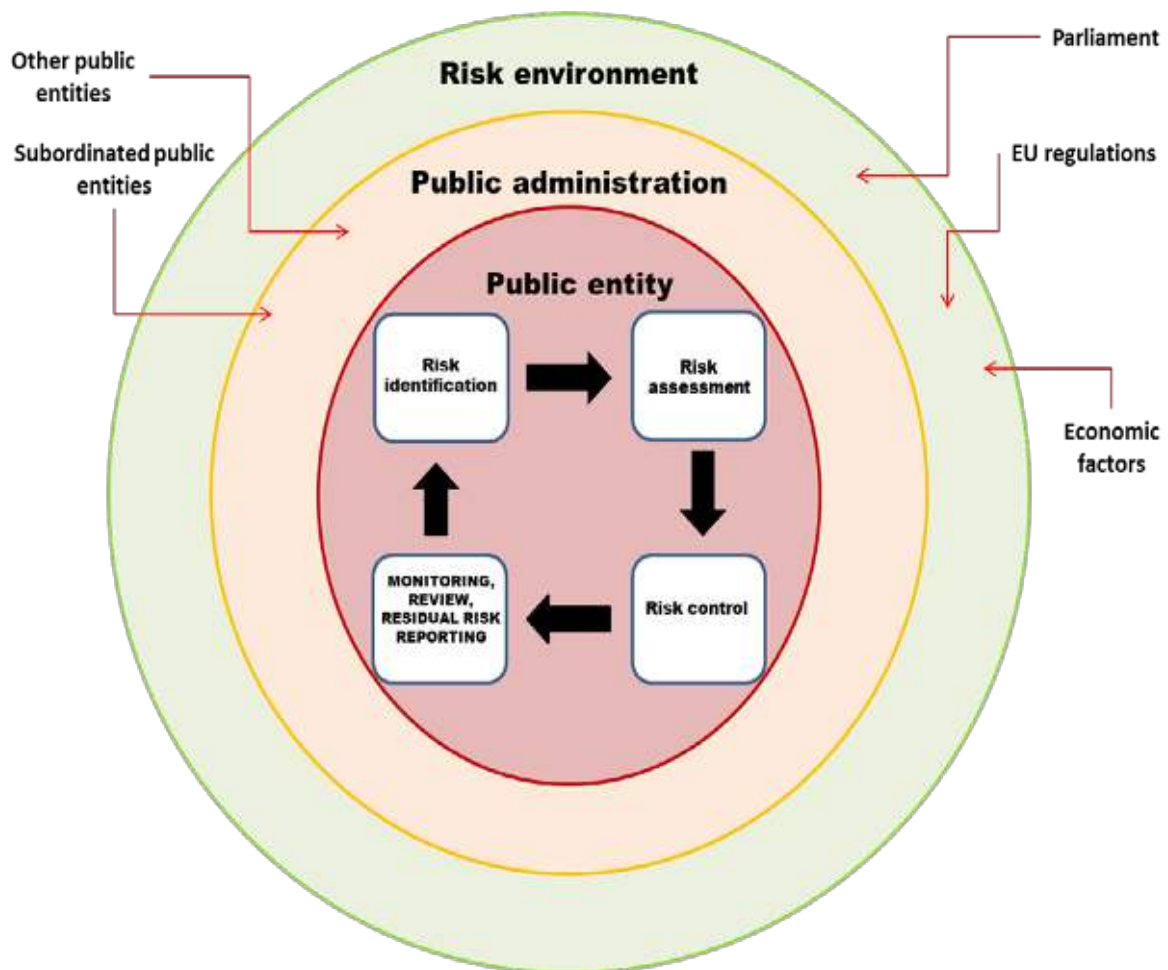 Parliament
Other public
entities
Risk environment
EU regulations
Subordinated public
entities
Public administration
Public entity
Risk
identification
Risk
assessment
Economic
factors
MONITORING,
REVIEW,
RESIDUAL RISK
REPORTING
Risk control